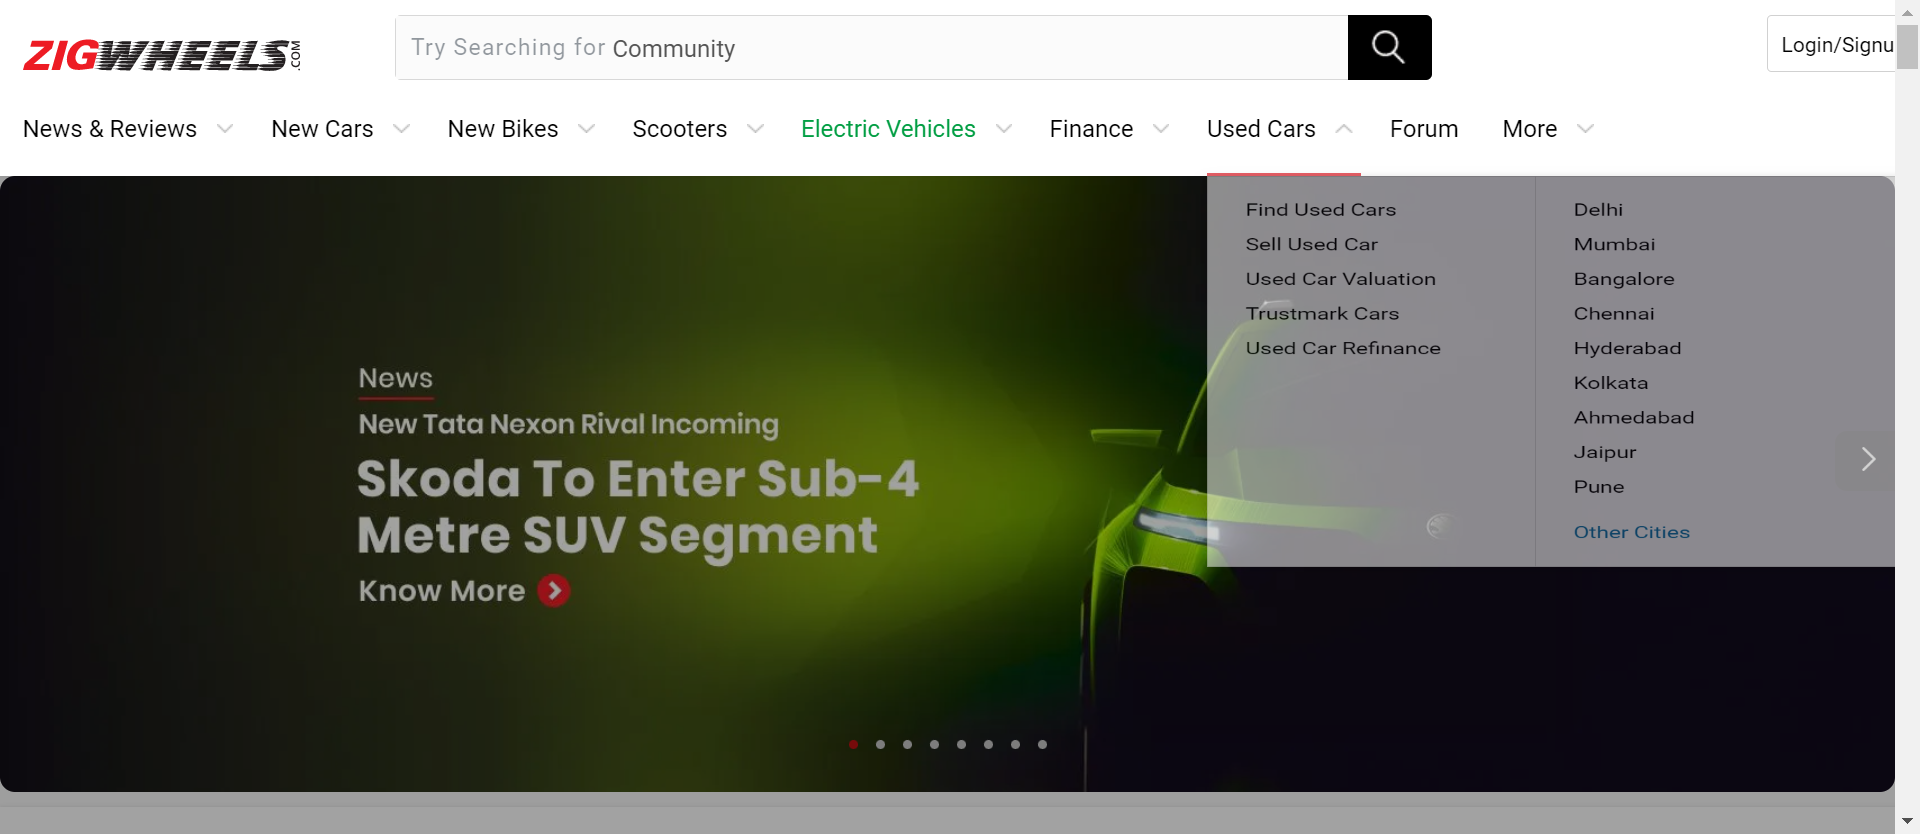 ZIGWHEELS.COM
Try Searching for Community
Login/Signu
News & Reviews
New Cars
New Bikes
Scooters
Electric Vehicles
Finance
Used Cars
Forum
More
Find Used Cars
Sell Used Car
Used Car Valuation
Trustmark Cars
Used Car Refinance
Delhi
Mumbai
Bangalore
Chennai
Hyderabad
Kolkata
Ahmedabad
Jaipur
Pune
Other Cities
News
New Tata Nexon Rival Incoming
Skoda To Enter Sub-4
Metre SUV Segment
Know More